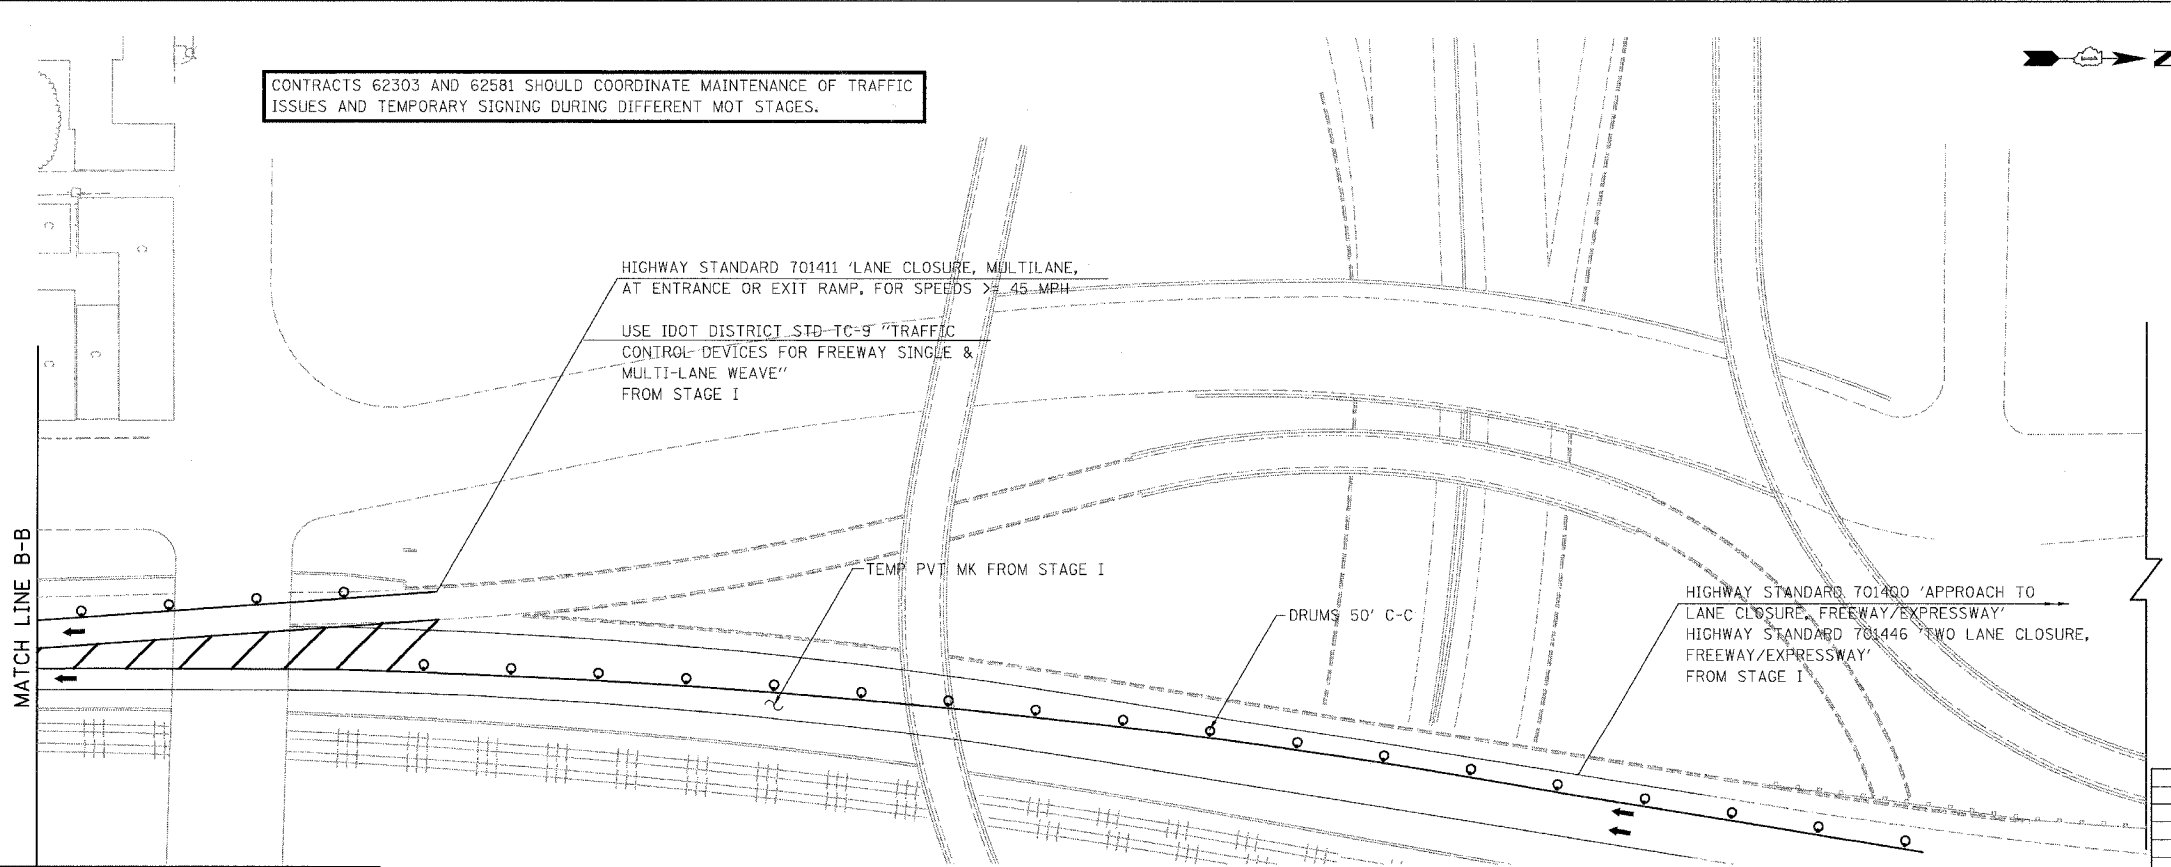 CONTRACTS 62303 AND 62581 SHOULD COORDINATE MAINTENANCE OF TRAFFIC
ISSUES AND TEMPORARY SIGNING DURING DIFFERENT MOT STAGES.
N
HIGHWAY STANDARD 701411 'LANE CLOSURE, MULTILANE,
AT ENTRANCE OR EXIT RAMP, FOR SPEEDS >= 45 MPH
USE IDOT DISTRICT STD TC-9 "TRAFFIC
CONTROL DEVICES FOR FREEWAY SINGLE &
MULTI-LANE WEAVE"
FROM STAGE I
C
C
C
C
MATCH LINE B-B
TEMP PVT MK FROM STAGE I
DRUMS 50' C-C
HIGHWAY STANDARD 701400 'APPROACH TO
LANE CLOSURE, FREEWAY/EXPRESSWAY'
HIGHWAY STANDARD 701446 'TWO LANE CLOSURE,
FREEWAY/EXPRESSWAY'
FROM STAGE I